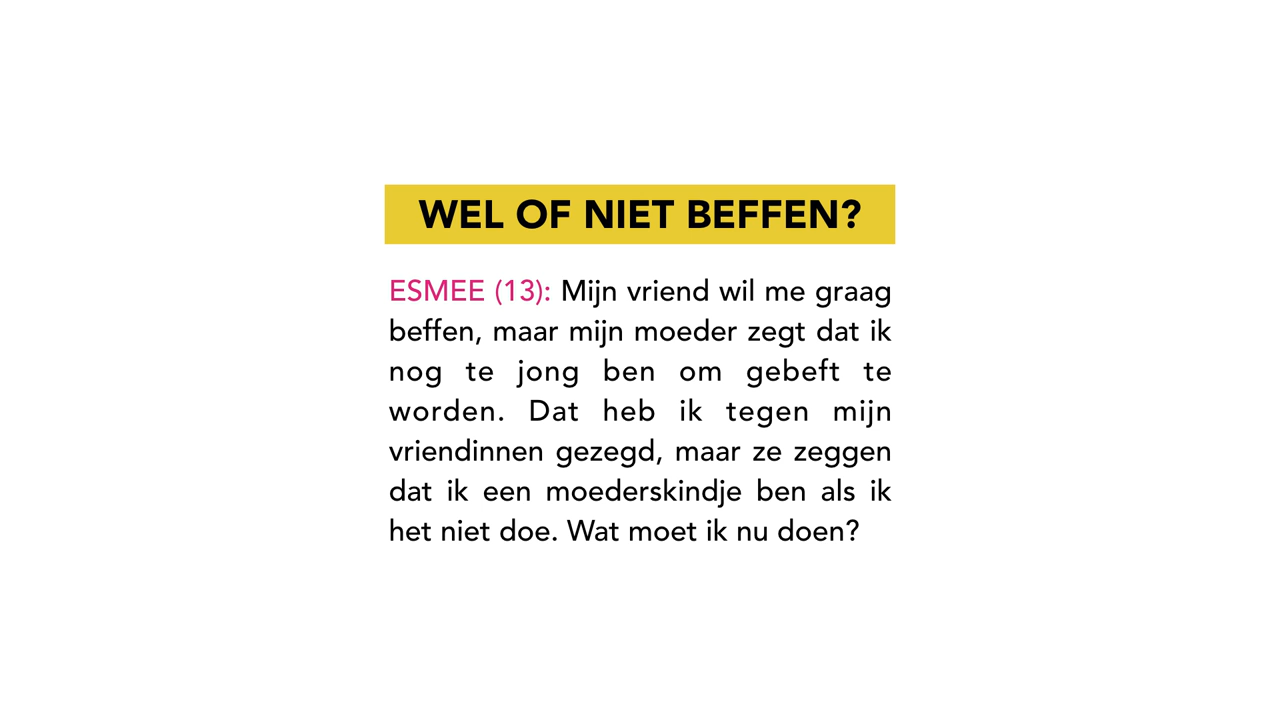 WEL OF NIET BEFFEN?
ESMEE (13): Mijn vriend wil me graag
beffen, maar mijn moeder zegt dat ik
nog te jong ben om gebeft te
worden. Dat heb ik tegen mijn
vriendinnen gezegd, maar ze zeggen
dat ik een moederskindje ben als ik
het niet doe. Wat moet ik nu doen?